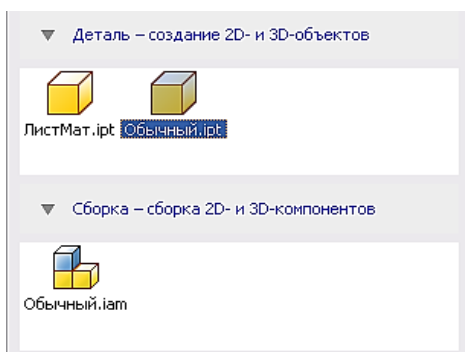 Деталь – создание 2D- и 3D-объектов
ЛистМат.ipt Обычный.ipt
Сборка – сборка 2D- и 3D-компонентов
Обычный.iam